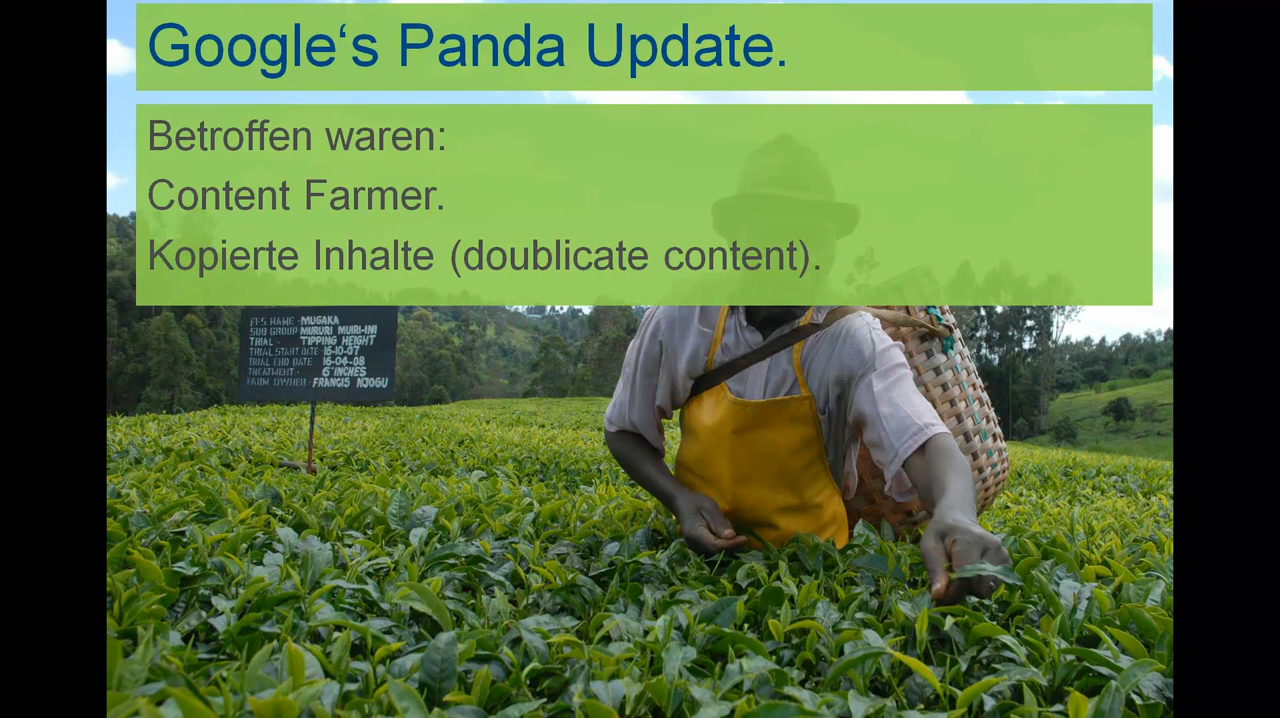 Google‘s Panda Update.
Betroffen waren:
Content Farmer.
Kopierte Inhalte (doublicate content).
FFS NAME - MUGAKA
SUB GROUP MURURI MUIRI-INI
TRIAL - TIPPING HEIGHT
TRIAL START DATE 16-10-07
TRIAL END DATE 16-04-08
TREATMENT - 6"INCHES
FARM OWNER - FRANCIS NJOGU